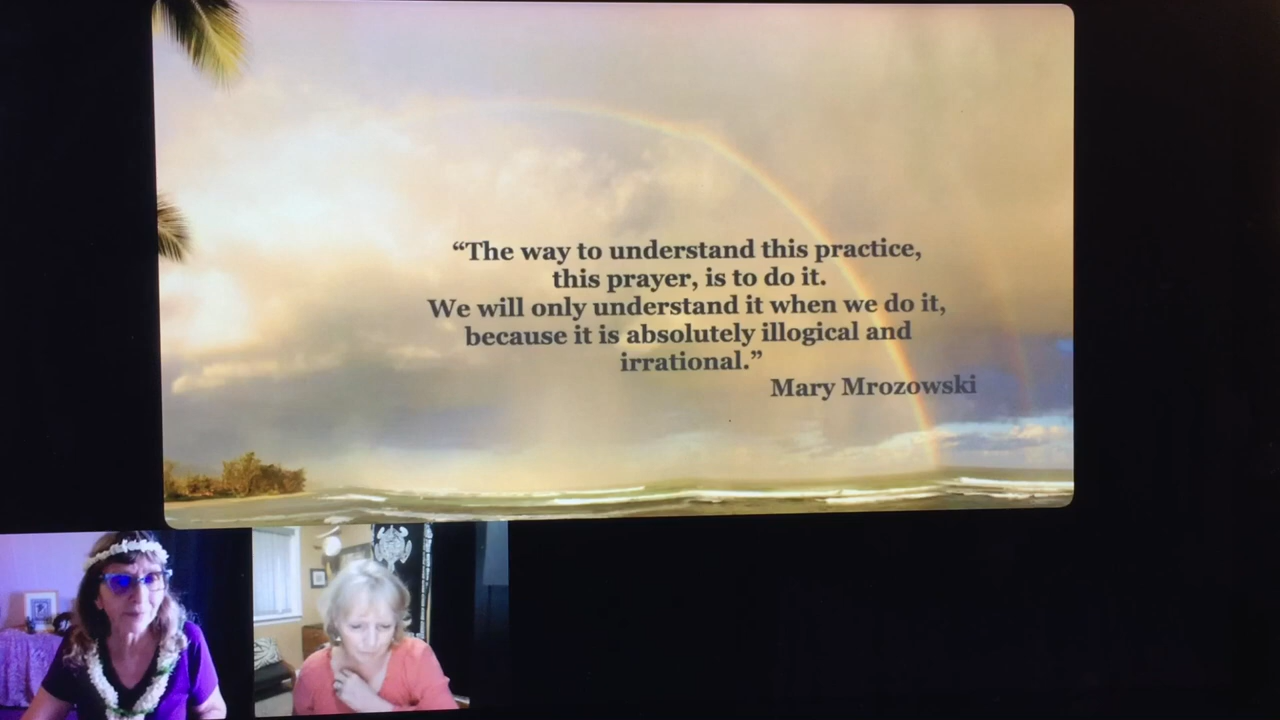 “The way to understand this practice,
this prayer, is to do it.
We will only understand it when we do it,
because it is absolutely illogical and
irrational.”
Mary Mrozowski